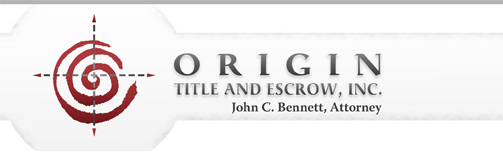 ORIGIN
TITLE AND ESCROW, INC.
John C. Bennett, Attorney